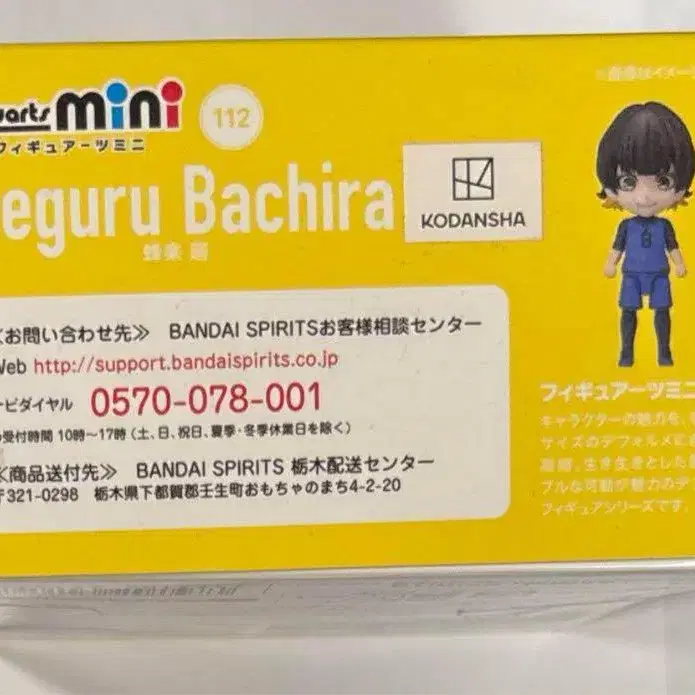 uarts mini
フィギュアーツミニ
112
eguru Bachira
蜂楽 廻
KODANSHA
※画像はイメー
≪お問い合わせ先≫ BANDAI SPIRITSお客様相談センター
Web http://support.bandaispirits.co.jp
ービダイヤル 0570-078-001
受付時間 10時～17時(土、日、祝日、夏季・冬季休業日を除く)
≪商品送付先≫ BANDAI SPIRITS 栃木配送センター
〒321-0298 栃木県下都賀郡壬生町おもちゃのまち4-2-20
8
フィギュアーツミニ
キャラクターの魅力を、
サイズのデフォルメに
生き生きとした
ブルな可動が魅力のデ
フィギュアシリーズです。